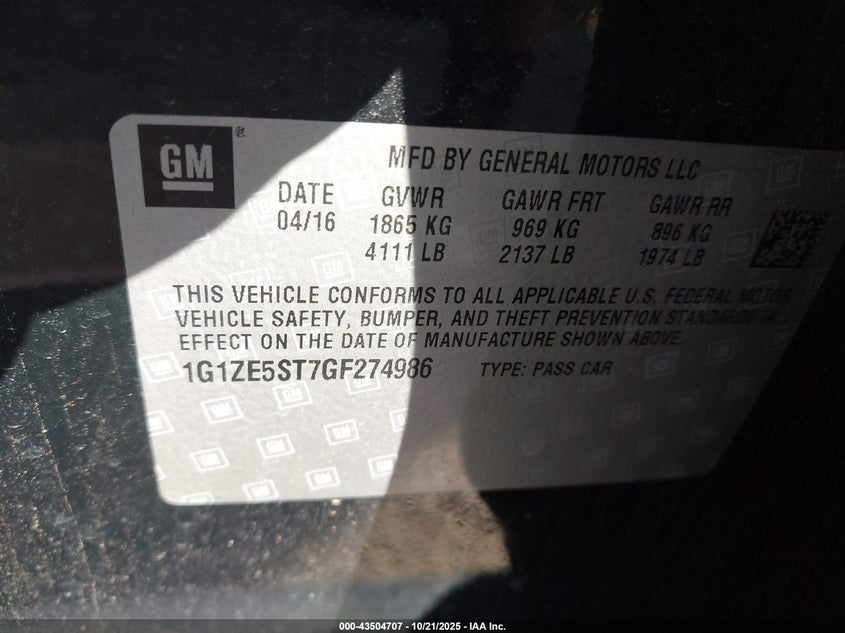 GM
MFD BY GENERAL MOTORS LLC
DATE GVWR GAWR FRT GAWR RR
04/16 1865 KG 969 KG 896 KG
4111 LB 2137 LB 1974 LB
THIS VEHICLE CONFORMS TO ALL APPLICABLE U.S. FEDERAL MOTOR
VEHICLE SAFETY, BUMPER, AND THEFT PREVENTION STANDARDS IN
EFFECT ON THE DATE OF MANUFACTURE SHOWN ABOVE.
1G1ZE5ST7GF274986 TYPE: PASS CAR
000-43504707 - 10/21/2025 - IAA Inc.